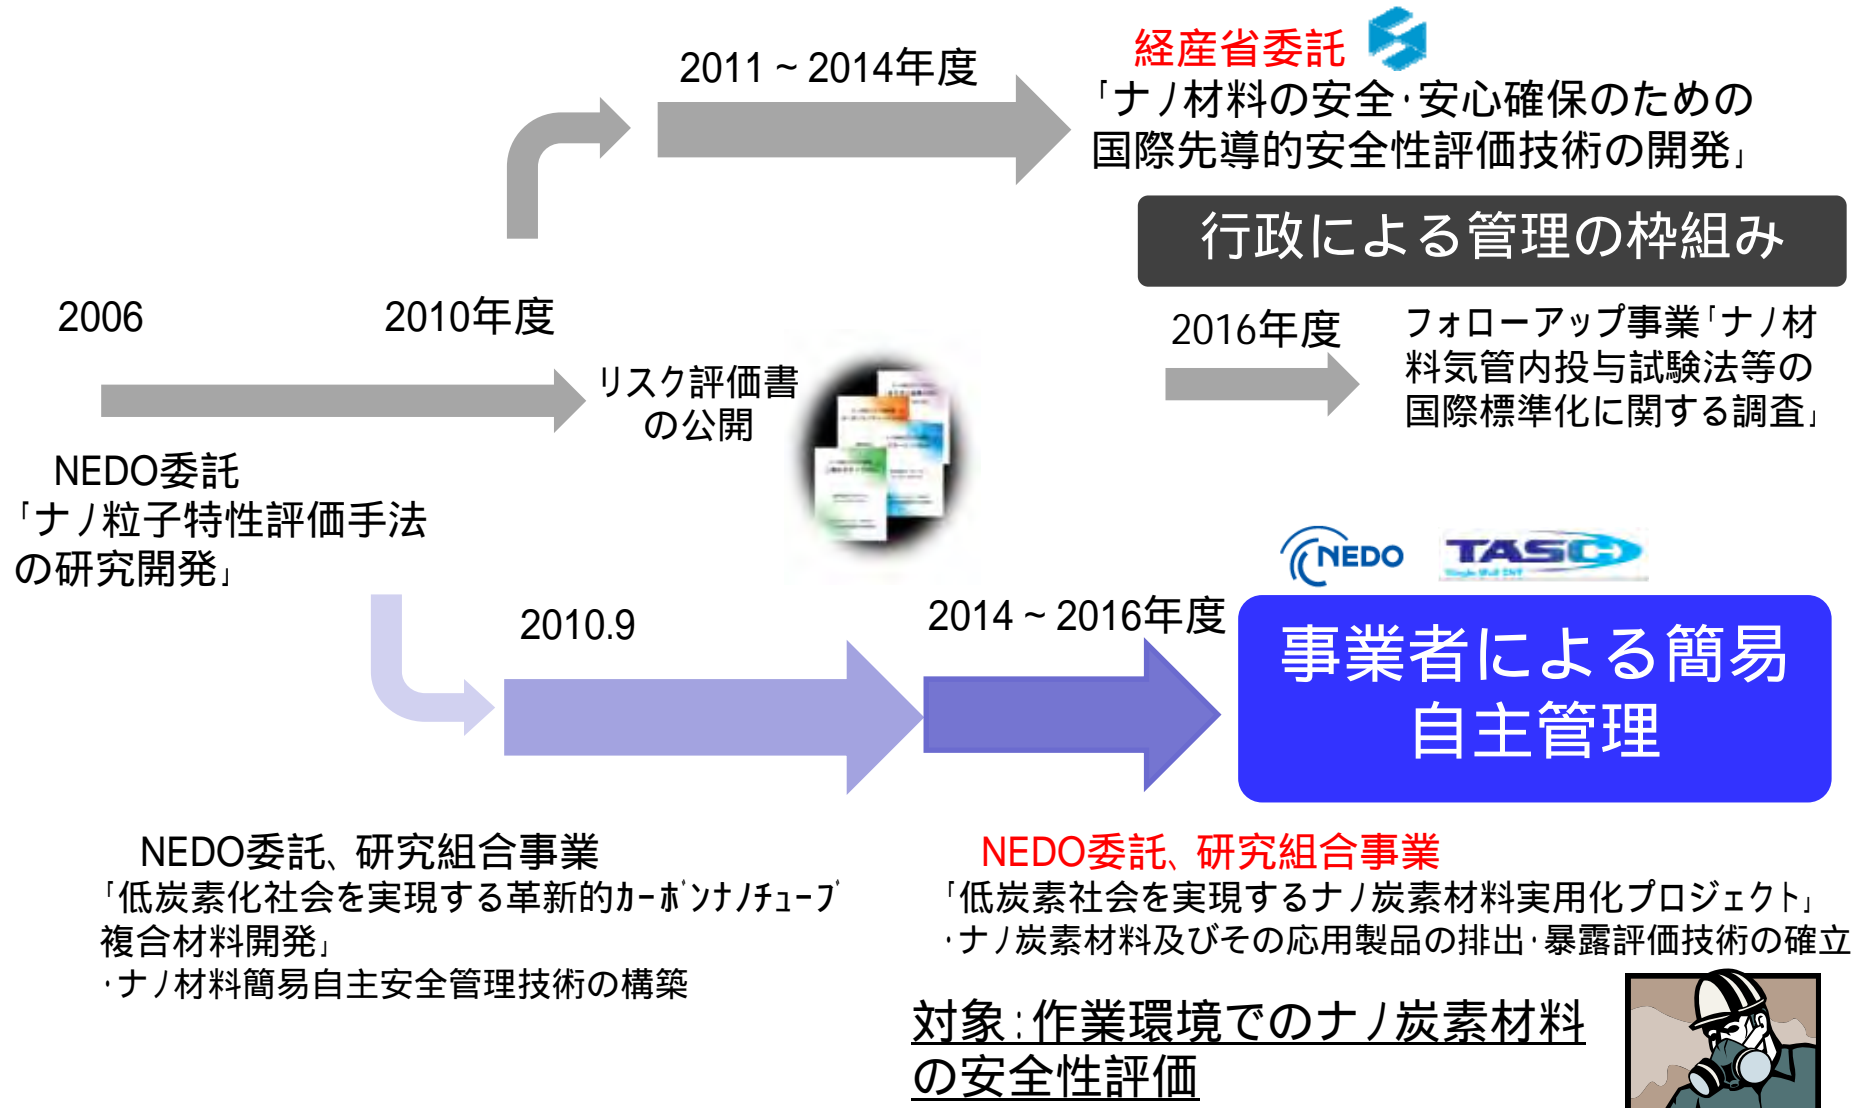 2011~2014年度
経産省委託
「ナノ材料の安全・安心確保のための
国際先導的安全性評価技術の開発」
行政による管理の枠組み
2006
2010年度
リスク評価書
の公開
2016年度
フォローアップ事業「ナノ材
料気管内投与試験法等の
国際標準化に関する調査」
NEDO委託
「ナノ粒子特性評価手法
の研究開発」
NEDO
TASC
2010.9
2014~2016年度
事業者による簡易
自主管理
NEDO委託、研究組合事業
「低炭素化社会を実現する革新的ｶｰﾎﾞﾝﾅﾉﾁｭｰﾌﾞ
複合材料開発」
・ナノ材料簡易自主安全管理技術の構築
NEDO委託、研究組合事業
「低炭素社会を実現するナノ炭素材料実用化プロジェクト」
・ナノ炭素材料及びその応用製品の排出・暴露評価技術の確立
対象：作業環境でのナノ炭素材料
の安全性評価